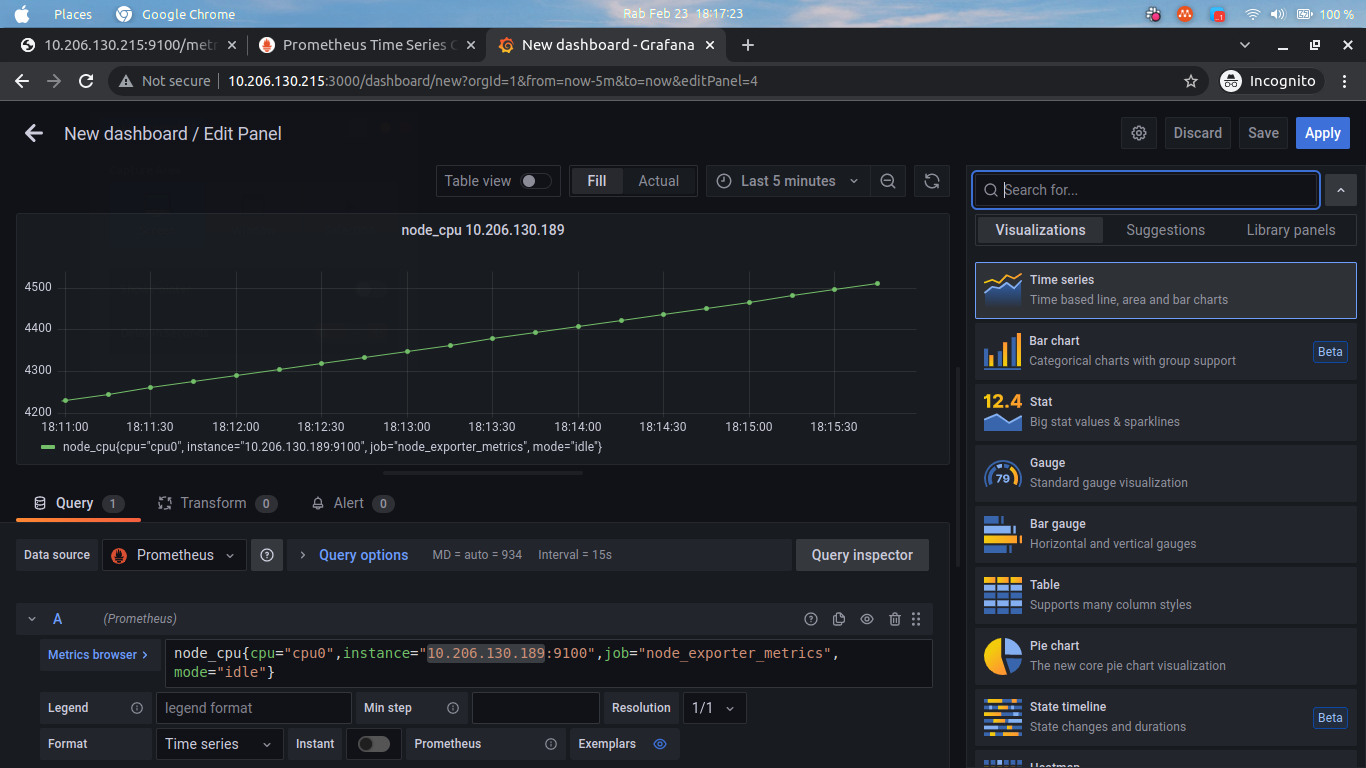 Places Google Chrome Rab Feb 23 18:17:23 100 %
10.206.130.215:9100/metr Prometheus Time Series C New dashboard - Grafana
Not secure 10.206.130.215:3000/dashboard/new?orgId=1&from=now-5m&to=now&editPanel=4 Incognito
New dashboard / Edit Panel Discard Save Apply
Table view Fill Actual Last 5 minutes
node_cpu 10.206.130.189
4500
4400
4300
4200
18:11:00 18:11:30 18:12:00 18:12:30 18:13:00 18:13:30 18:14:00 18:14:30 18:15:00 18:15:30
node_cpu{cpu="cpu0", instance="10.206.130.189:9100", job="node_exporter_metrics", mode="idle"}
Query 1 Transform 0 Alert 0
Data source Prometheus Query options MD = auto = 934 Interval = 15s Query inspector
A (Prometheus)
Metrics browser node_cpu{cpu="cpu0",instance="10.206.130.189:9100",job="node_exporter_metrics",
mode="idle"}
Legend legend format Min step Resolution 1/1
Format Time series Instant Prometheus Exemplars
Search for...
Visualizations Suggestions Library panels
Time series
Time based line, area and bar charts
Bar chart
Categorical charts with group support
Beta
12.4 Stat
Big stat values & sparklines
79 Gauge
Standard gauge visualization
Bar gauge
Horizontal and vertical gauges
Table
Supports many column styles
Pie chart
The new core pie chart visualization
State timeline
State changes and durations
Beta
Heatmap